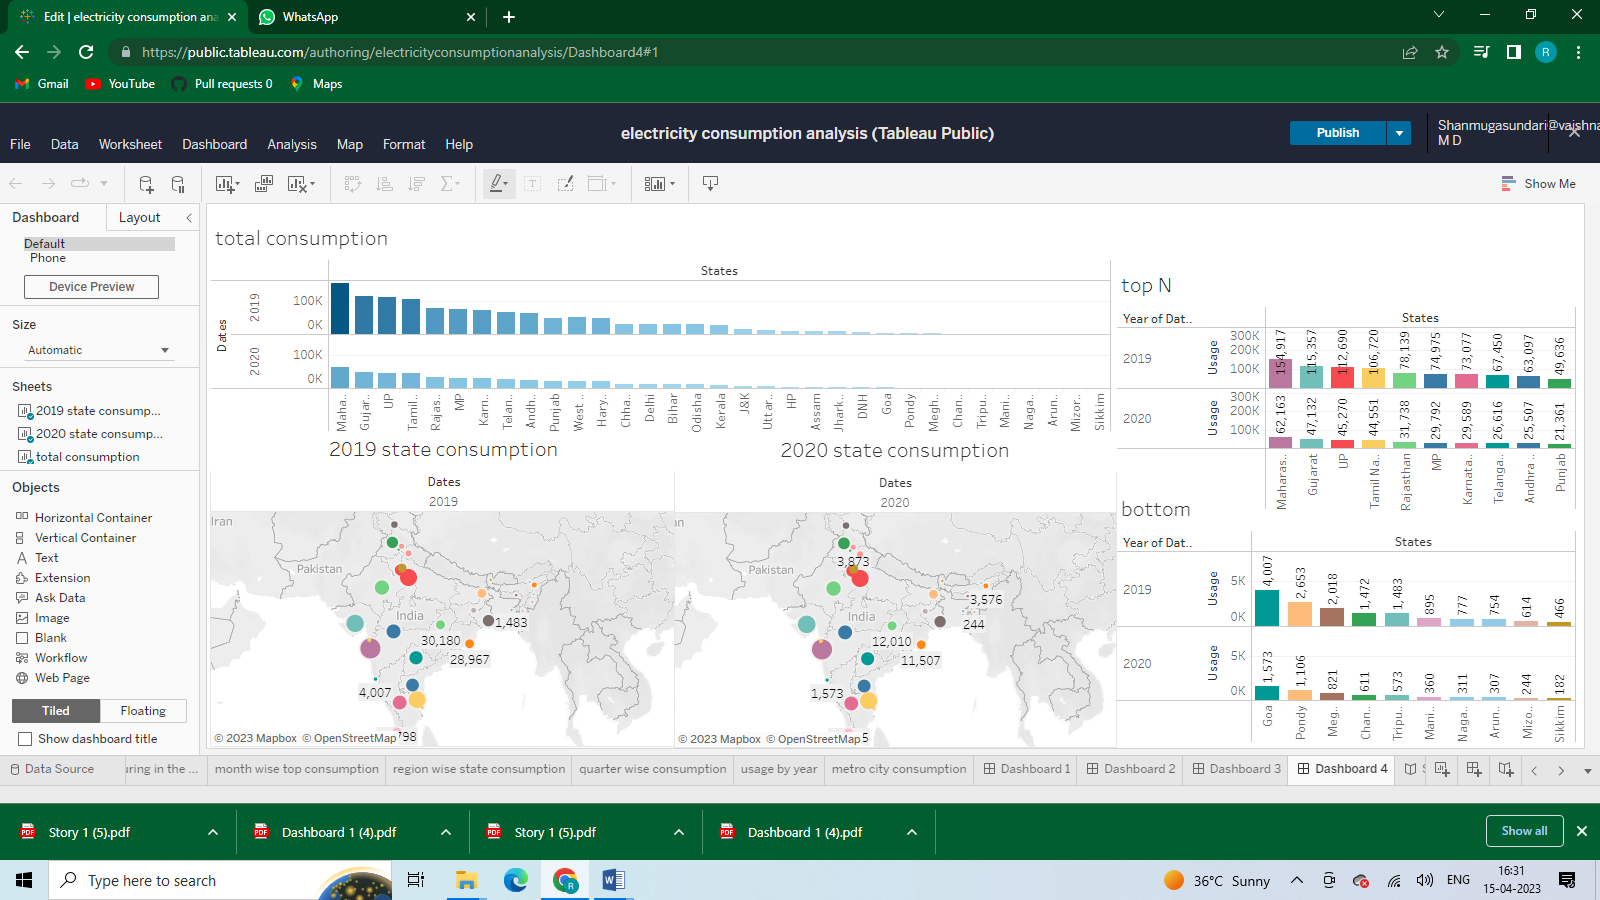 Edit | electricity consumption ana
WhatsApp
https://public.tableau.com/authoring/electricityconsumptionanalysis/Dashboard4#1
R
Gmail
YouTube
Pull requests 0
Maps
electricity consumption analysis (Tableau Public)
Publish
Shanmugasundari@vaishna
M D
File Data Worksheet Dashboard Analysis Map Format Help
Show Me
Dashboard
Layout
Default
Phone
Device Preview
Size
Automatic
Sheets
2019 state consump...
2020 state consump...
total consumption
Objects
Horizontal Container
Vertical Container
Text
Extension
Ask Data
Image
Blank
Workflow
Web Page
Tiled
Floating
Show dashboard title
total consumption
States
Dates
2019
100K
0K
2020
100K
0K
Maha..
Gujar..
UP
Tamil..
Rajas..
MP
Karn..
Telan..
Andh..
Punjab
West ..
Hary..
Chha..
Delhi
Bihar
Odisha
Kerala
J&K
Uttar..
HP
Assam
Jhark..
DNH
Goa
Pondy
Megh..
Chan..
Tripu..
Mani..
Naga..
Arun..
Mizor..
Sikkim
2019 state consumption
Dates
2019
Iran
Pakistan
India
1,483
30,180
28,967
4,007
798
© 2023 Mapbox © OpenStreetMap
2020 state consumption
Dates
2020
an
Pakistan
India
3,873
3,576
244
12,010
11,507
1,573
5
© 2023 Mapbox © OpenStreetMap
top N
Year of Dat..
States
2019
Usage
300K
200K
100K
154,917
115,357
112,690
106,720
78,139
74,975
73,077
67,450
63,097
49,636
2020
Usage
300K
200K
100K
62,163
47,132
45,270
44,551
31,738
29,792
29,589
26,616
25,507
21,361
Maharas..
Gujarat
UP
Tamil Na..
Rajasthan
MP
Karnata..
Telanga..
Andhra ..
Punjab
bottom
Year of Dat..
States
2019
Usage
5K
0K
4,007
2,653
2,018
1,472
1,483
895
777
754
614
466
2020
Usage
5K
0K
1,573
1,106
821
611
573
360
311
307
244
182
Goa
Pondy
Meg..
Chan..
Tripu..
Mani..
Naga..
Arun..
Mizo..
Sikkim
Data Source
uring in the ...
month wise top consumption
region wise state consumption
quarter wise consumption
usage by year
metro city consumption
Dashboard 1
Dashboard 2
Dashboard 3
Dashboard 4
Story 1 (5).pdf
Dashboard 1 (4).pdf
Story 1 (5).pdf
Dashboard 1 (4).pdf
Show all
Type here to search
36°C Sunny
ENG
16:31
15-04-2023